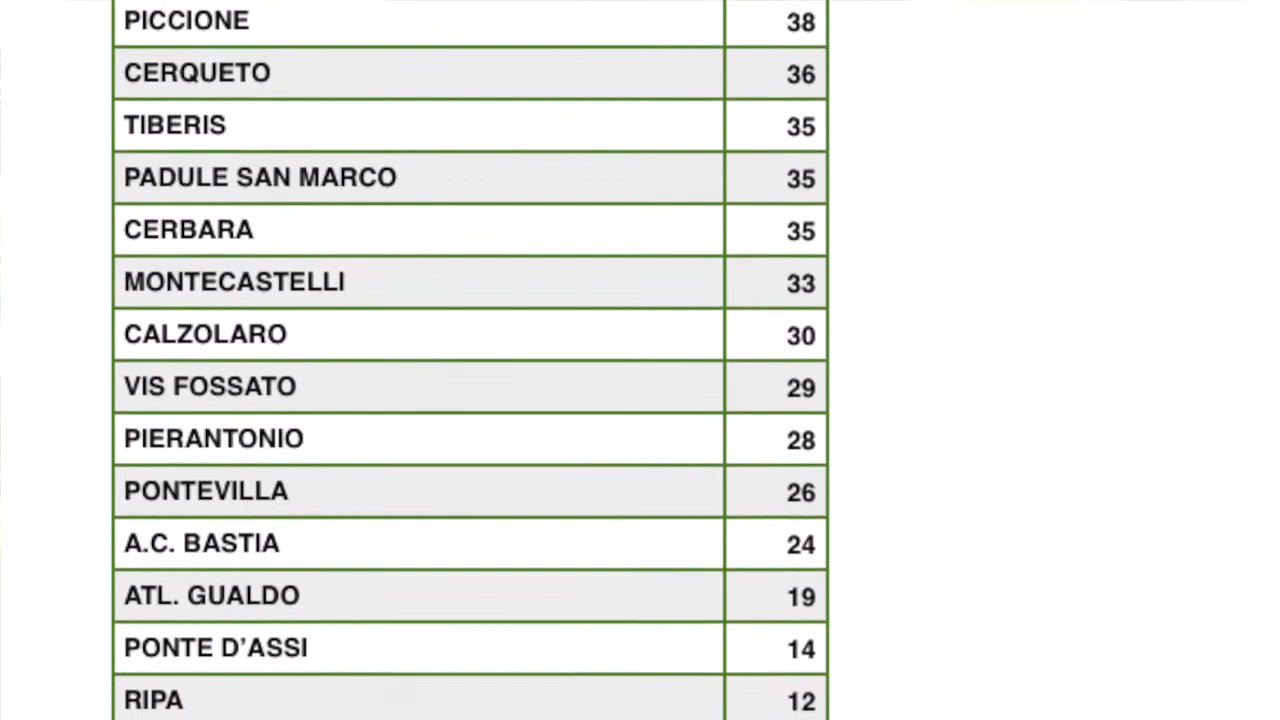 PICCIONE 38
CERQUETO 36
TIBERIS 35
PADULE SAN MARCO 35
CERBARA 35
MONTECASTELLI 33
CALZOLARO 30
VIS FOSSATO 29
PIERANTONIO 28
PONTEVILLA 26
A.C. BASTIA 24
ATL. GUALDO 19
PONTE D’ASSI 14
RIPA 12